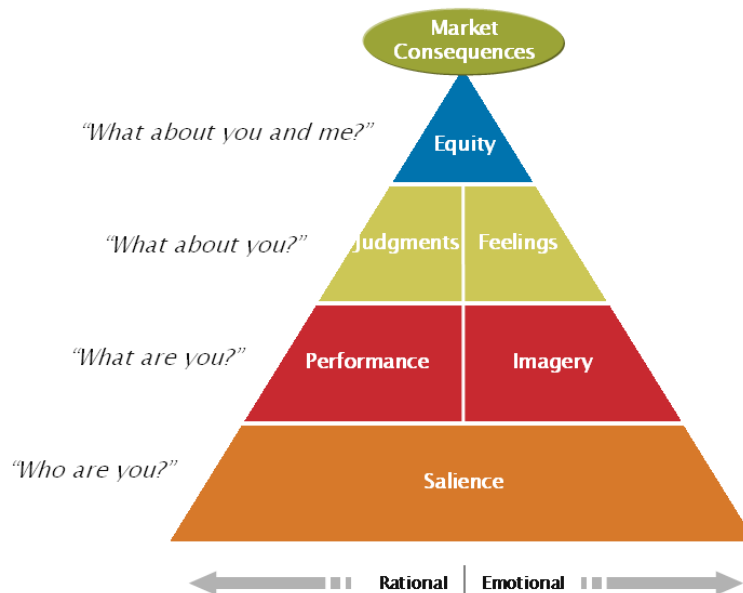 Market
Consequences
“What about you and me?”
Equity
“What about you?”
Judgments
Feelings
“What are you?”
Performance
Imagery
“Who are you?”
Salience
Rational
Emotional